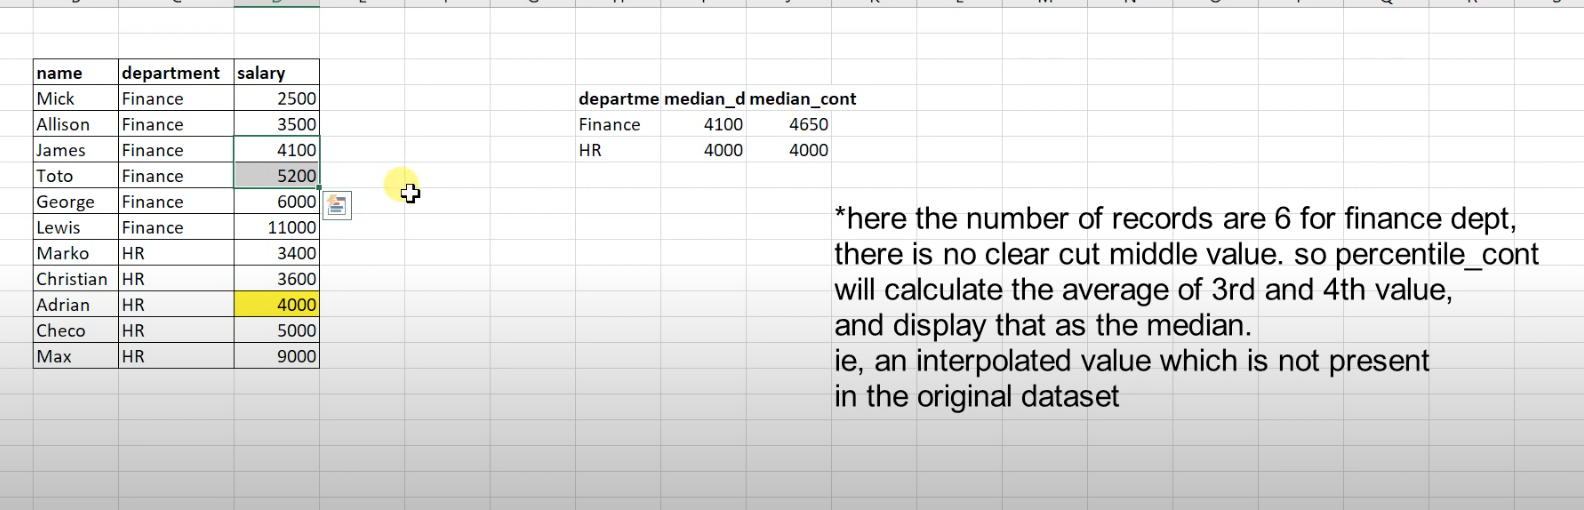 name department salary
Mick Finance 2500
Allison Finance 3500
James Finance 4100
Toto Finance 5200
George Finance 6000
Lewis Finance 11000
Marko HR 3400
Christian HR 3600
Adrian HR 4000
Checo HR 5000
Max HR 9000
departme median_d median_cont
Finance 4100 4650
HR 4000 4000
*here the number of records are 6 for finance dept,
there is no clear cut middle value. so percentile_cont
will calculate the average of 3rd and 4th value,
and display that as the median.
ie, an interpolated value which is not present
in the original dataset